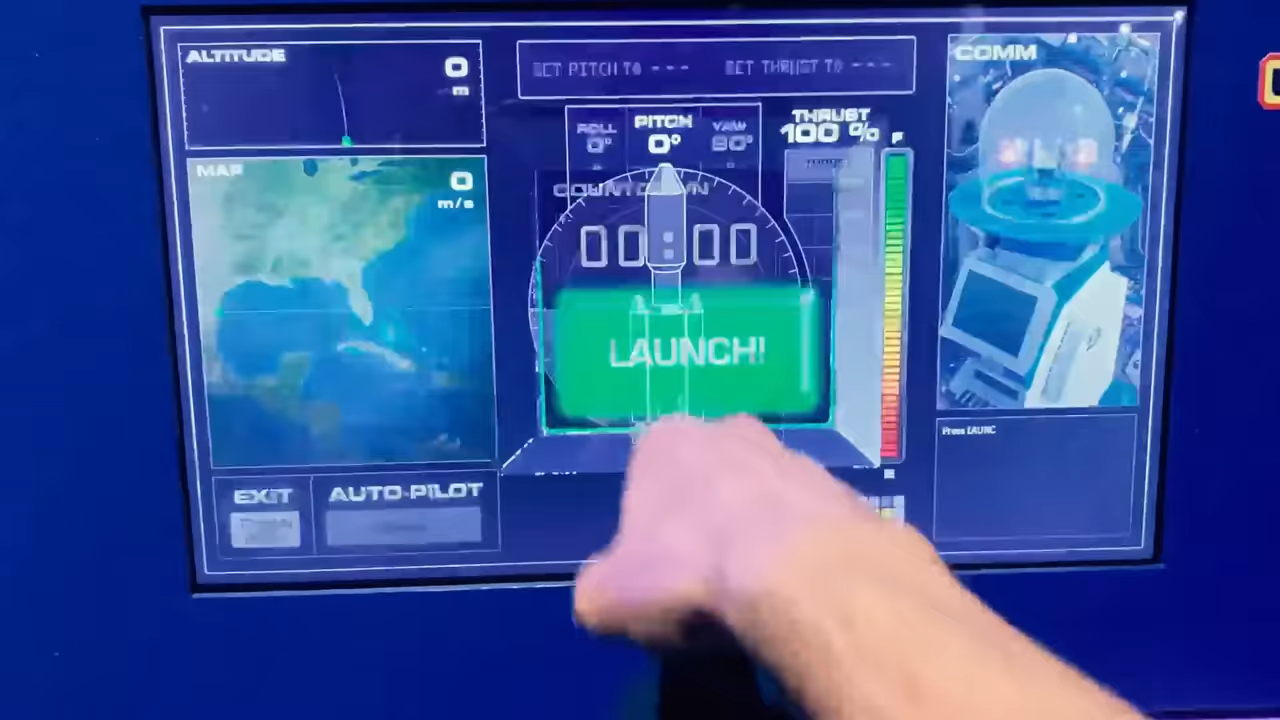 ALTITUDE
0
m
MAP
0
m/s
EXIT
AUTO-PILOT
SET PITCH TO ---
SET THRUST TO ---
ROLL
0°
PITCH
0°
YAW
90°
THRUST
100 %
F
COUNTDOWN
00 00
LAUNCH!
E
COMM
Press LAUNC